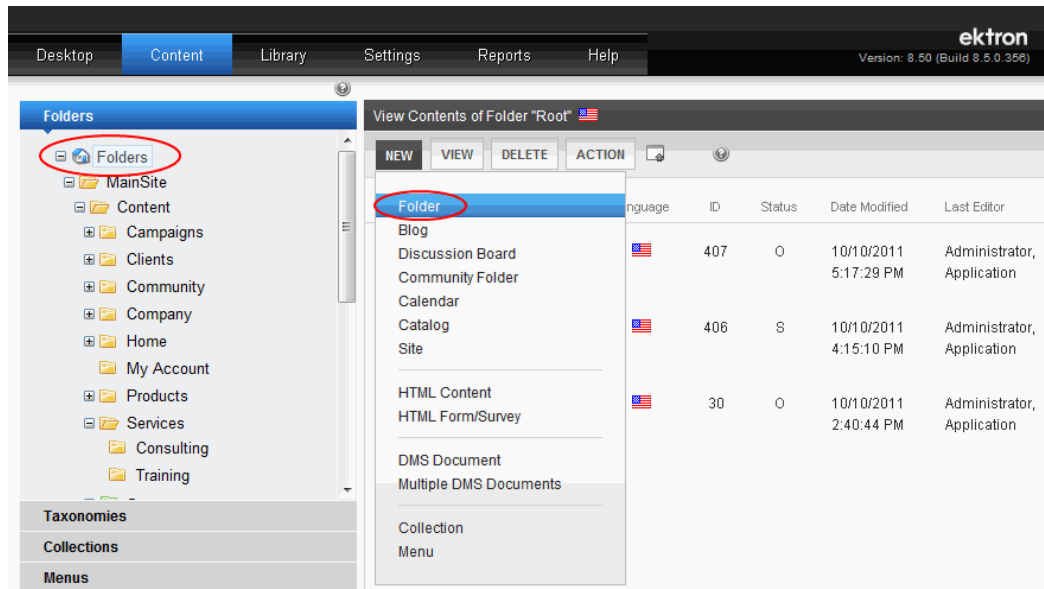 ektron
Desktop Content Library Settings Reports Help
Version: 8.50 (Build 8.5.0.356)
Folders
Folders
MainSite
Content
Campaigns
Clients
Community
Company
Home
My Account
Products
Services
Consulting
Training
Taxonomies
Collections
Menus
View Contents of Folder "Root"
NEW VIEW DELETE ACTION
Folder
Blog
Discussion Board
Community Folder
Calendar
Catalog
Site
HTML Content
HTML Form/Survey
DMS Document
Multiple DMS Documents
Collection
Menu
nguage ID Status Date Modified Last Editor
407 O 10/10/2011 Administrator,
5:17:29 PM Application
406 S 10/10/2011 Administrator,
4:15:10 PM Application
30 O 10/10/2011 Administrator,
2:40:44 PM Application